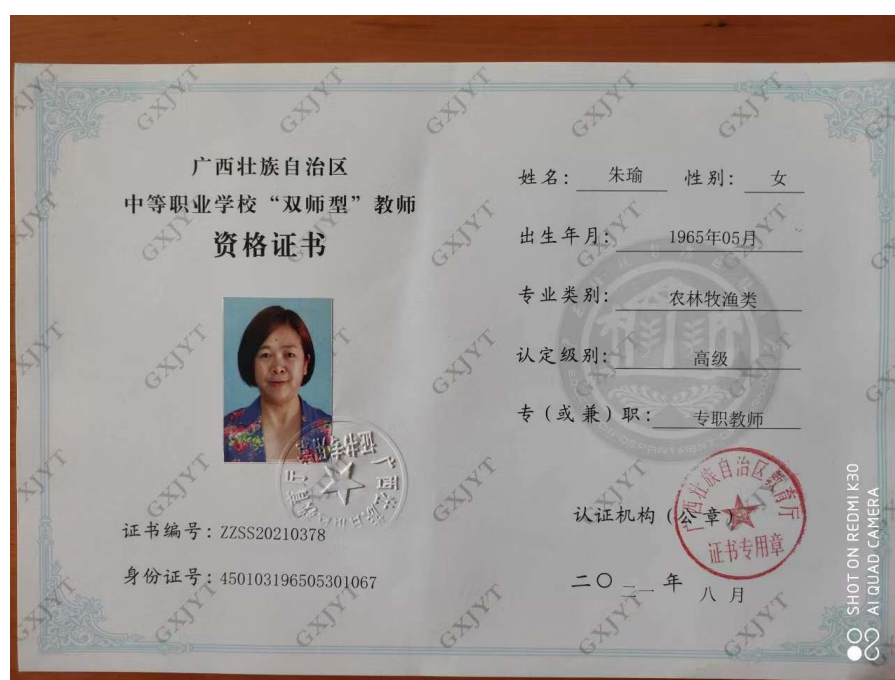 广西壮族自治区
中等职业学校“双师型”教师
资格证书
证书编号：ZZSS20210378
身份证号：450103196505301067
姓名：朱瑜 性别：女
出生年月：1965年05月
专业类别：农林牧渔类
认定级别：高级
专（或兼）职：专职教师
认证机构（公章）
广西壮族自治区教育厅
证书专用章
二〇二一年八月
GXJYT
SHOT ON REDMI K30
AI QUAD CAMERA